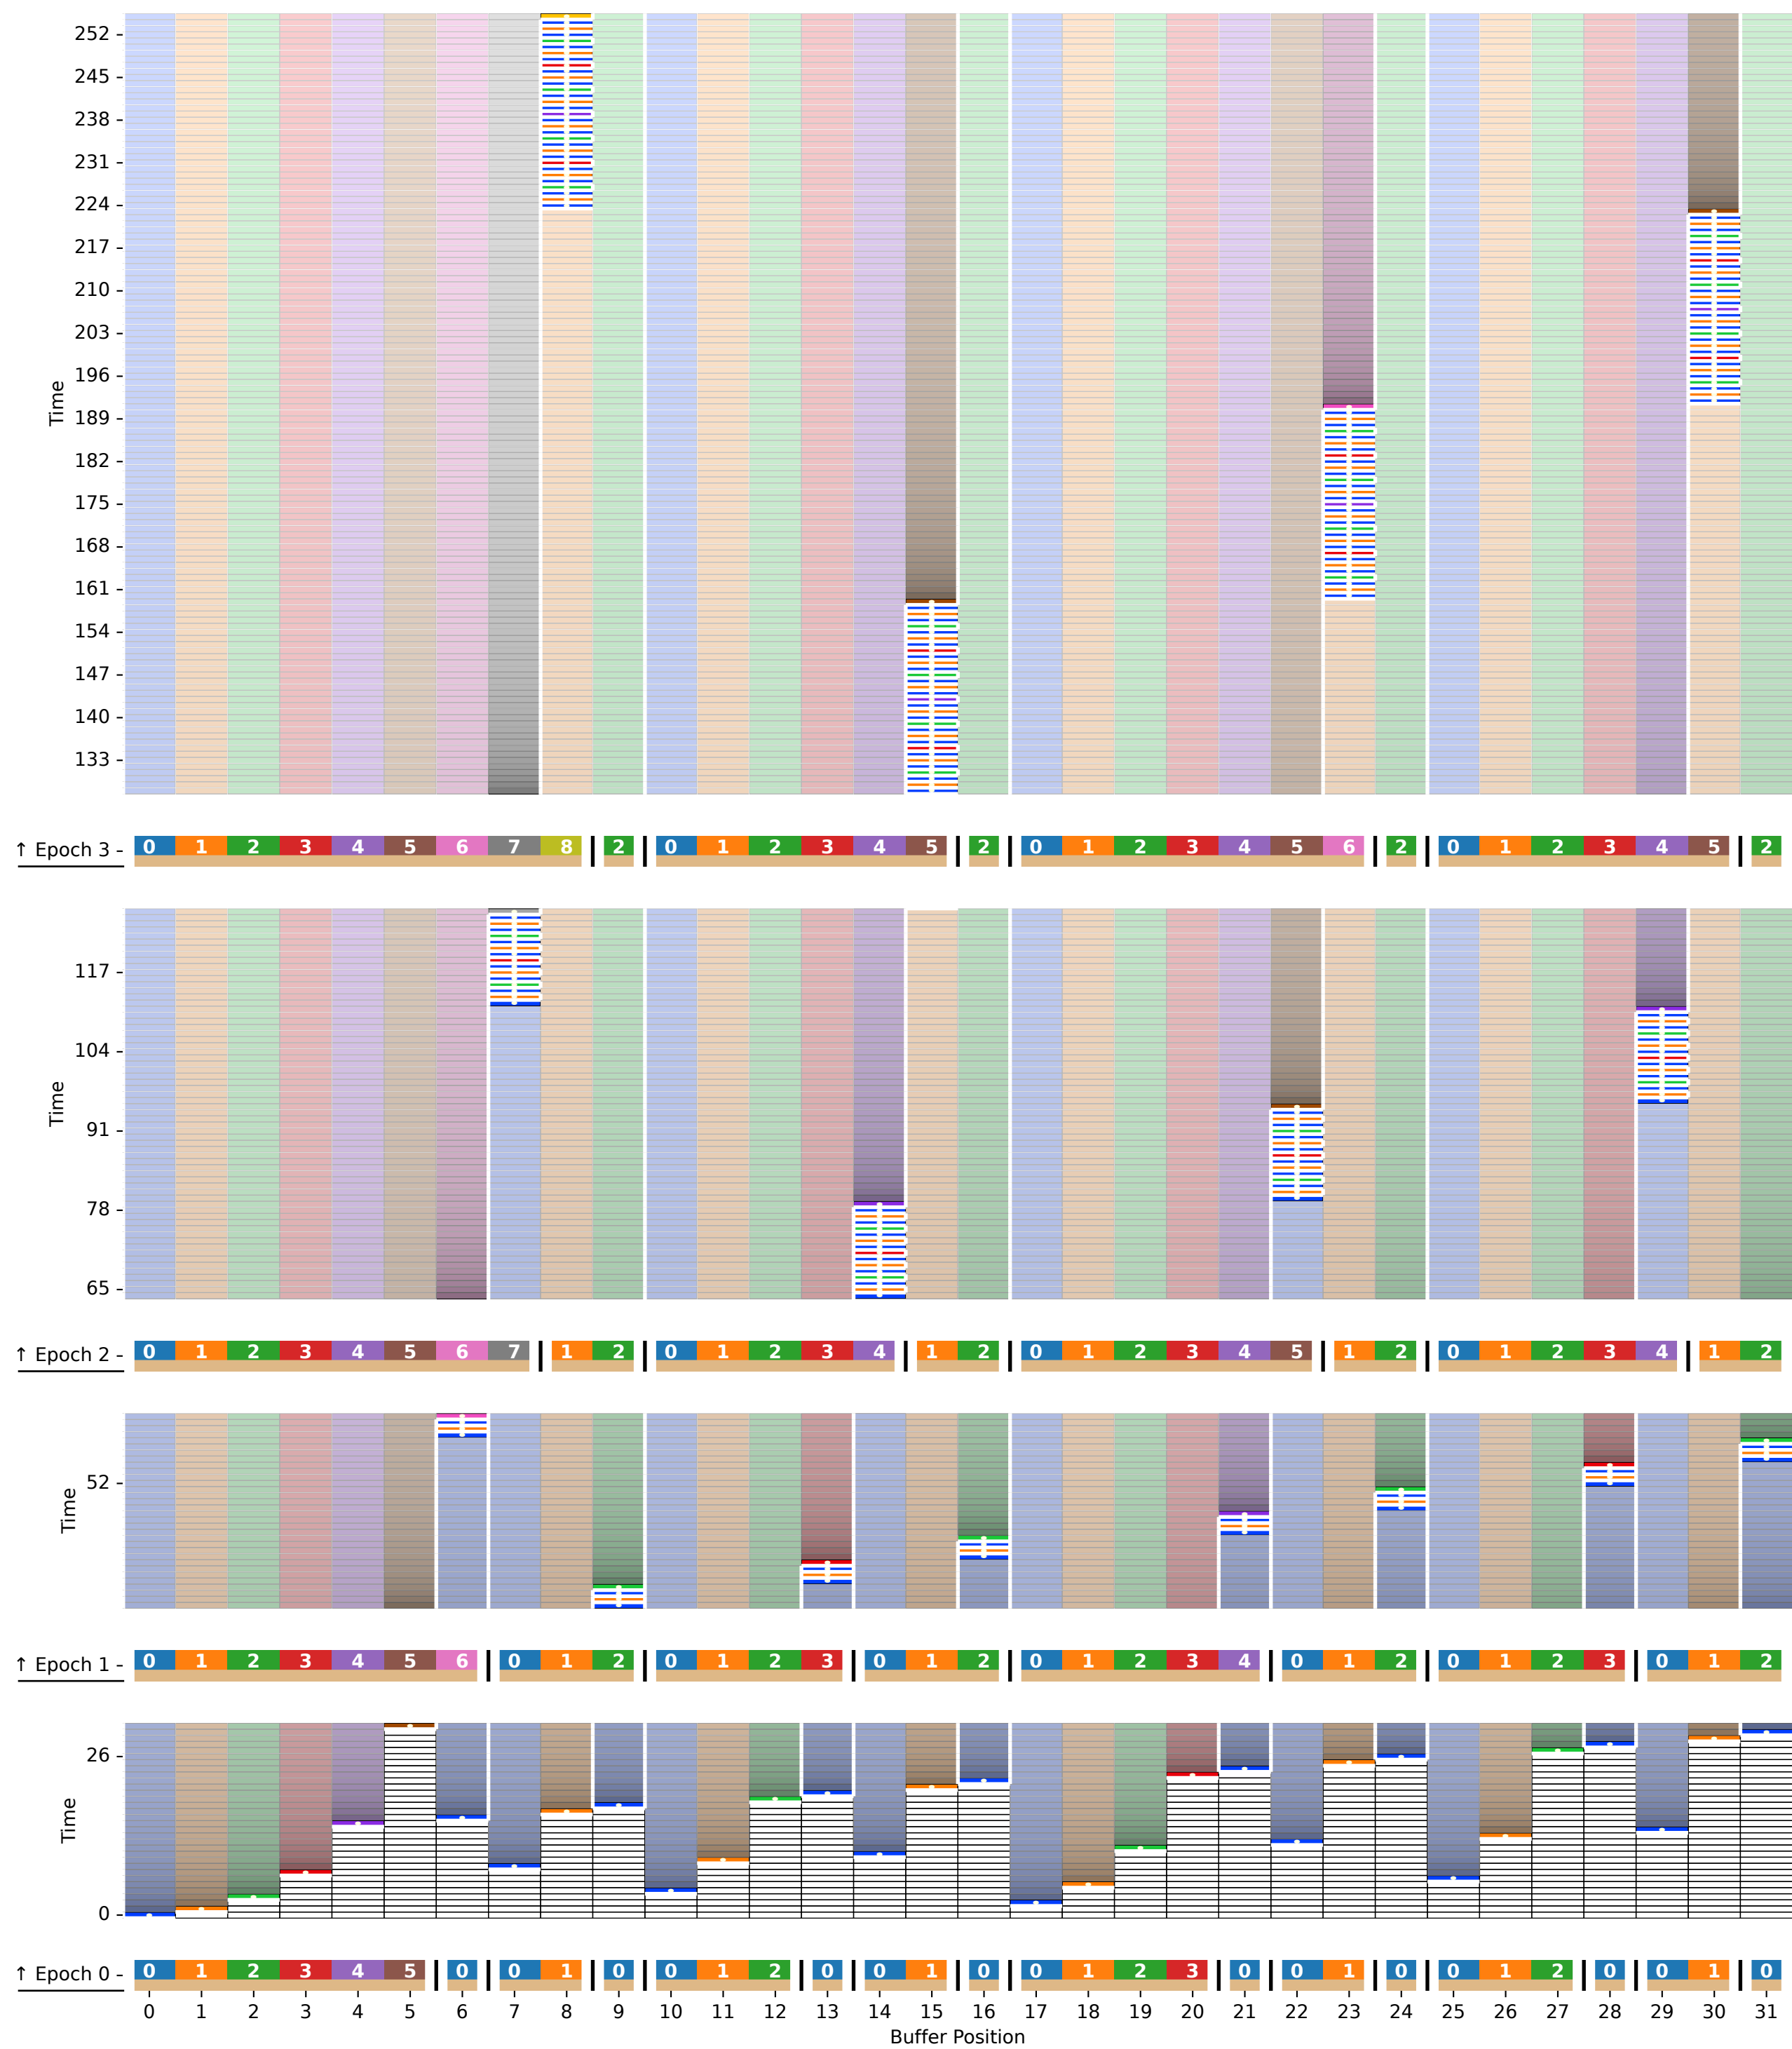 252
245
238
231
224
217
210
203
196
189
182
175
168
161
154
147
140
133
Time
↑ Epoch 3
0 1 2 3 4 5 6 7 8 2 0 1 2 3 4 5 2 0 1 2 3 4 5 6 2 0 1 2 3 4 5 2
117
104
91
78
65
Time
↑ Epoch 2
0 1 2 3 4 5 6 7 1 2 0 1 2 3 4 1 2 0 1 2 3 4 5 1 2 0 1 2 3 4 1 2
52
Time
↑ Epoch 1
0 1 2 3 4 5 6 0 1 2 0 1 2 3 0 1 2 0 1 2 3 4 0 1 2 0 1 2 3 0 1 2
26
0
Time
↑ Epoch 0
0 1 2 3 4 5 0 0 1 0 0 1 2 0 0 1 0 0 1 2 3 0 0 1 0 0 1 2 0 0 1 0
0 1 2 3 4 5 6 7 8 9 10 11 12 13 14 15 16 17 18 19 20 21 22 23 24 25 26 27 28 29 30 31
Buffer Position